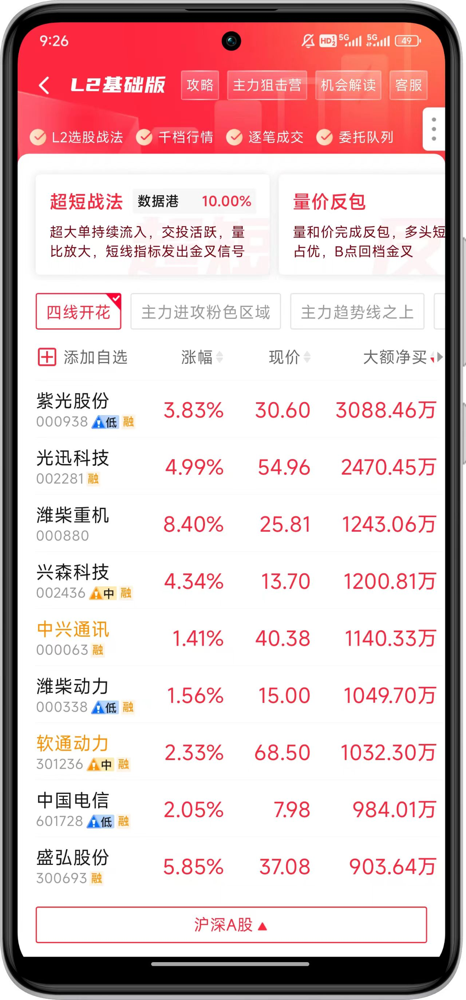 9:26
HD 1 2 5G 5G 49
L2基础版 攻略 主力狙击营 机会解读 客服
L2选股战法 千档行情 逐笔成交 委托队列
超短战法 数据港 10.00%
超大单持续流入，交投活跃，量
比放大，短线指标发出金叉信号
量价反包
量和价完成反包，多头短
占优，B点回档金叉
四线开花 主力进攻粉色区域 主力趋势线之上
添加自选 涨幅 现价 大额净买
紫光股份 3.83% 30.60 3088.46万
000938 低 融
光迅科技 4.99% 54.96 2470.45万
002281 融
潍柴重机 8.40% 25.81 1243.06万
000880
兴森科技 4.34% 13.70 1200.81万
002436 中 融
中兴通讯 1.41% 40.38 1140.33万
000063 融
潍柴动力 1.56% 15.00 1049.70万
000338 低 融
软通动力 2.33% 68.50 1032.30万
301236 中 融
中国电信 2.05% 7.98 984.01万
601728 低 融
盛弘股份 5.85% 37.08 903.64万
300693 融
沪深A股